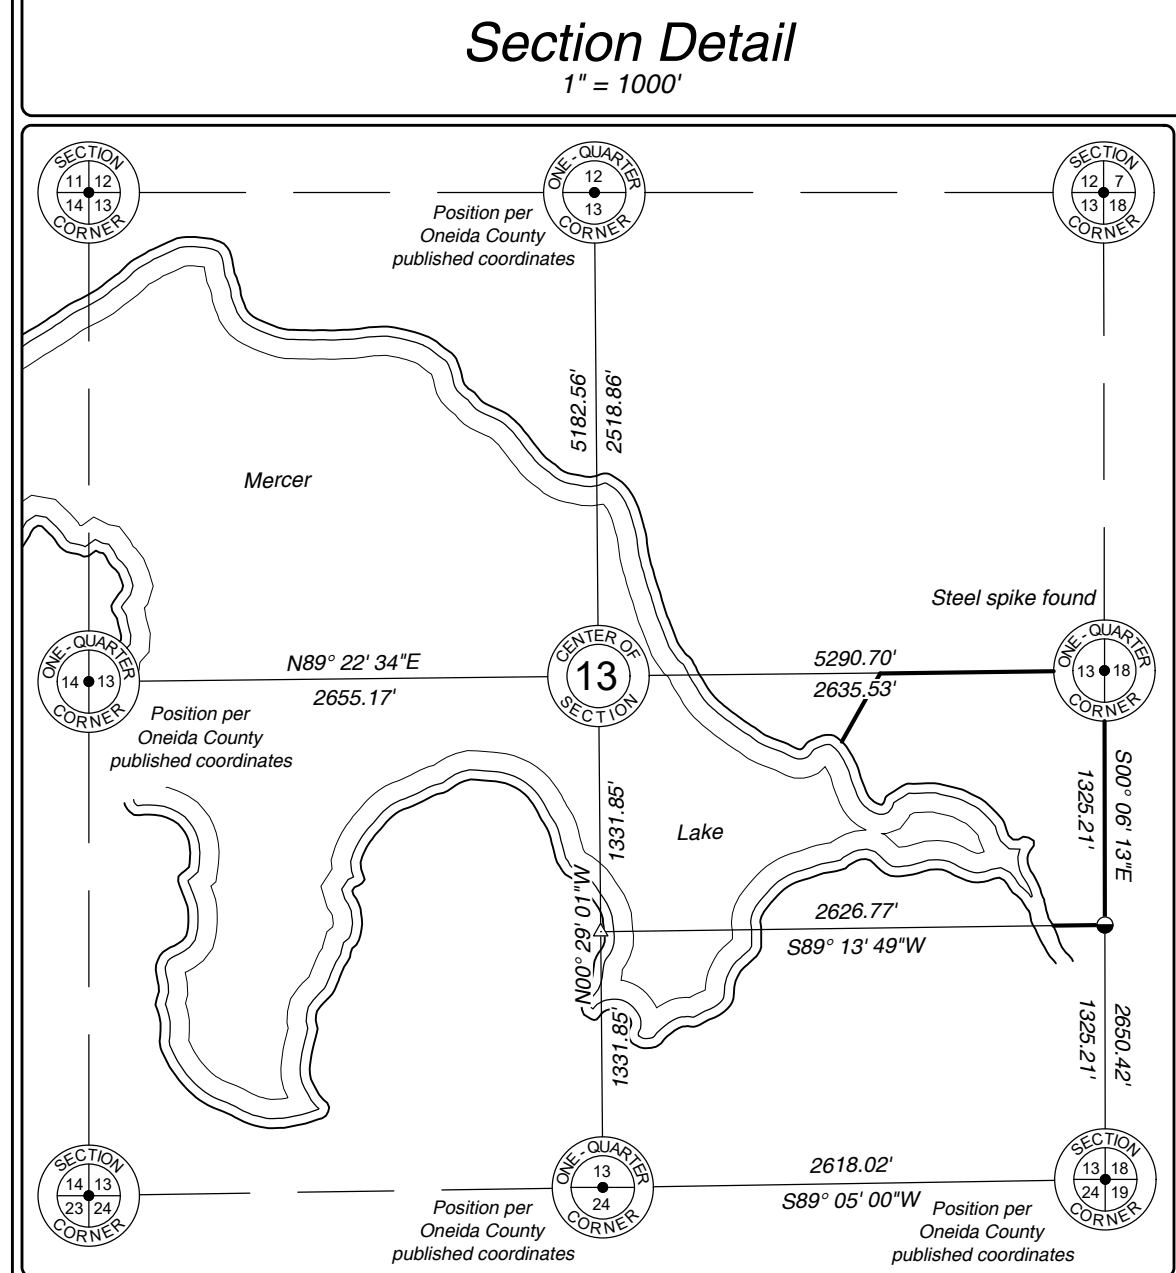 Section Detail
1" = 1000'
SECTION
11 12
14 13
CORNER
ONE-QUARTER
12
13
CORNER
SECTION
12 7
13 18
CORNER
Position per
Oneida County
published coordinates
5182.56'
2518.86'
Mercer
Steel spike found
ONE-QUARTER
14 13
CORNER
N89° 22' 34"E
2655.17'
CENTER OF
13
SECTION
5290.70'
2635.53'
ONE-QUARTER
13 18
CORNER
Position per
Oneida County
published coordinates
S00° 06' 13"E
1325.21'
1331.85'
Lake
N00° 29' 01"W
2626.77'
S89° 13' 49"W
1331.85'
2650.42'
1325.21'
SECTION
14 13
23 24
CORNER
ONE-QUARTER
13
24
CORNER
2618.02'
S89° 05' 00"W
SECTION
13 18
24 19
CORNER
Position per
Oneida County
published coordinates
Position per
Oneida County
published coordinates